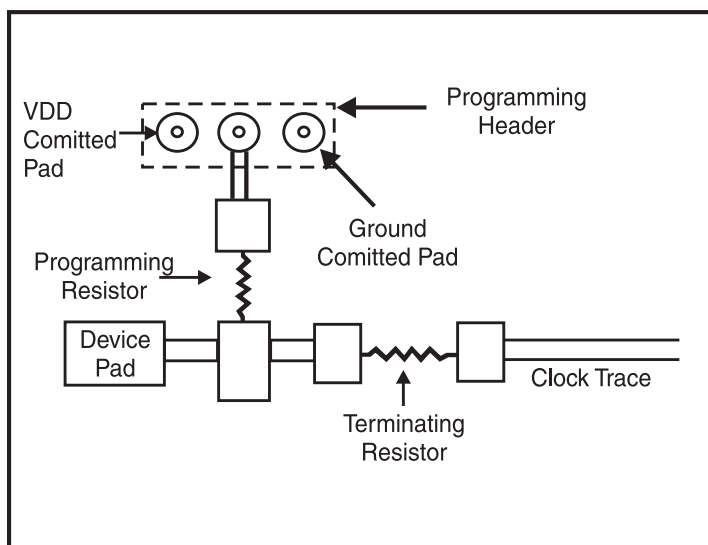 VDD
Comitted
Pad
Programming
Header
Ground
Comitted Pad
Programming
Resistor
Device
Pad
Clock Trace
Terminating
Resistor